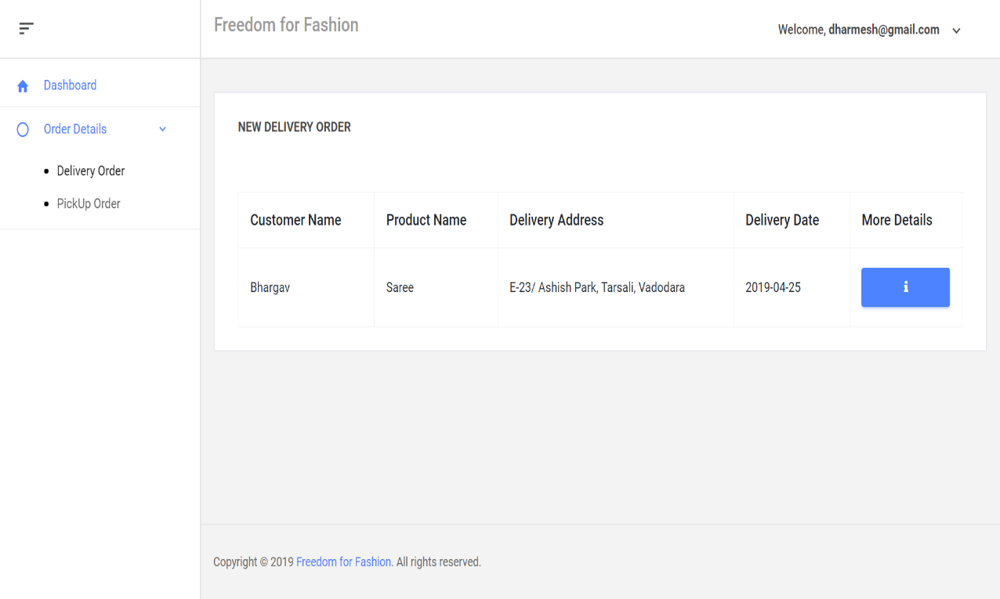 Freedom for Fashion
Welcome, dharmesh@gmail.com
Dashboard
Order Details
Delivery Order
PickUp Order
NEW DELIVERY ORDER
Customer Name Product Name Delivery Address Delivery Date More Details
Bhargav Saree E-23/ Ashish Park, Tarsali, Vadodara 2019-04-25 i
Copyright © 2019 Freedom for Fashion. All rights reserved.